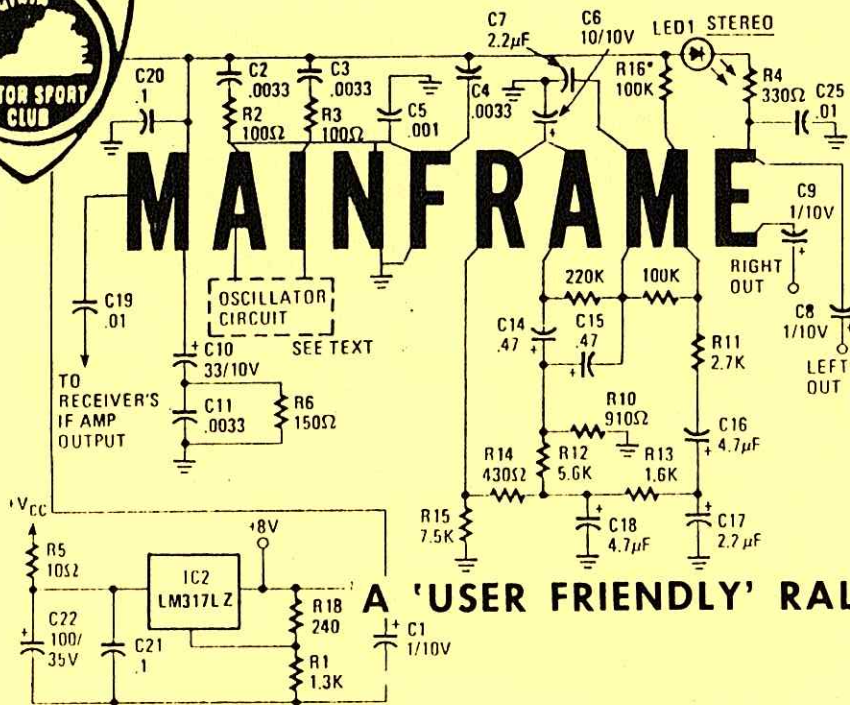 TOR SPORT
CLUB
C20
.1
C2
.0033
R2
100Ω
C3
.0033
R3
100Ω
C5
.001
C4
.0033
C7
2.2µF
C6
10/10V
LED1 STEREO
R16*
100K
R4
330Ω
C25
.01
MAINFRAME
C9
1/10V
RIGHT
OUT
C8
1/10V
LEFT
OUT
C19
.01
TO
RECEIVER'S
IF AMP
OUTPUT
OSCILLATOR
CIRCUIT
SEE TEXT
C10
33/10V
C11
.0033
R6
150Ω
220K
100K
C14
.47
C15
.47
R11
2.7K
R10
910Ω
C16
4.7µF
R14
430Ω
R12
5.6K
R13
1.6K
R15
7.5K
C18
4.7µF
C17
2.2µF
+VCC
R5
10Ω
+8V
IC2
LM317LZ
R18
240
C22
100/
35V
C21
.1
R1
1.3K
C1
1/10V
A 'USER FRIENDLY' RAL